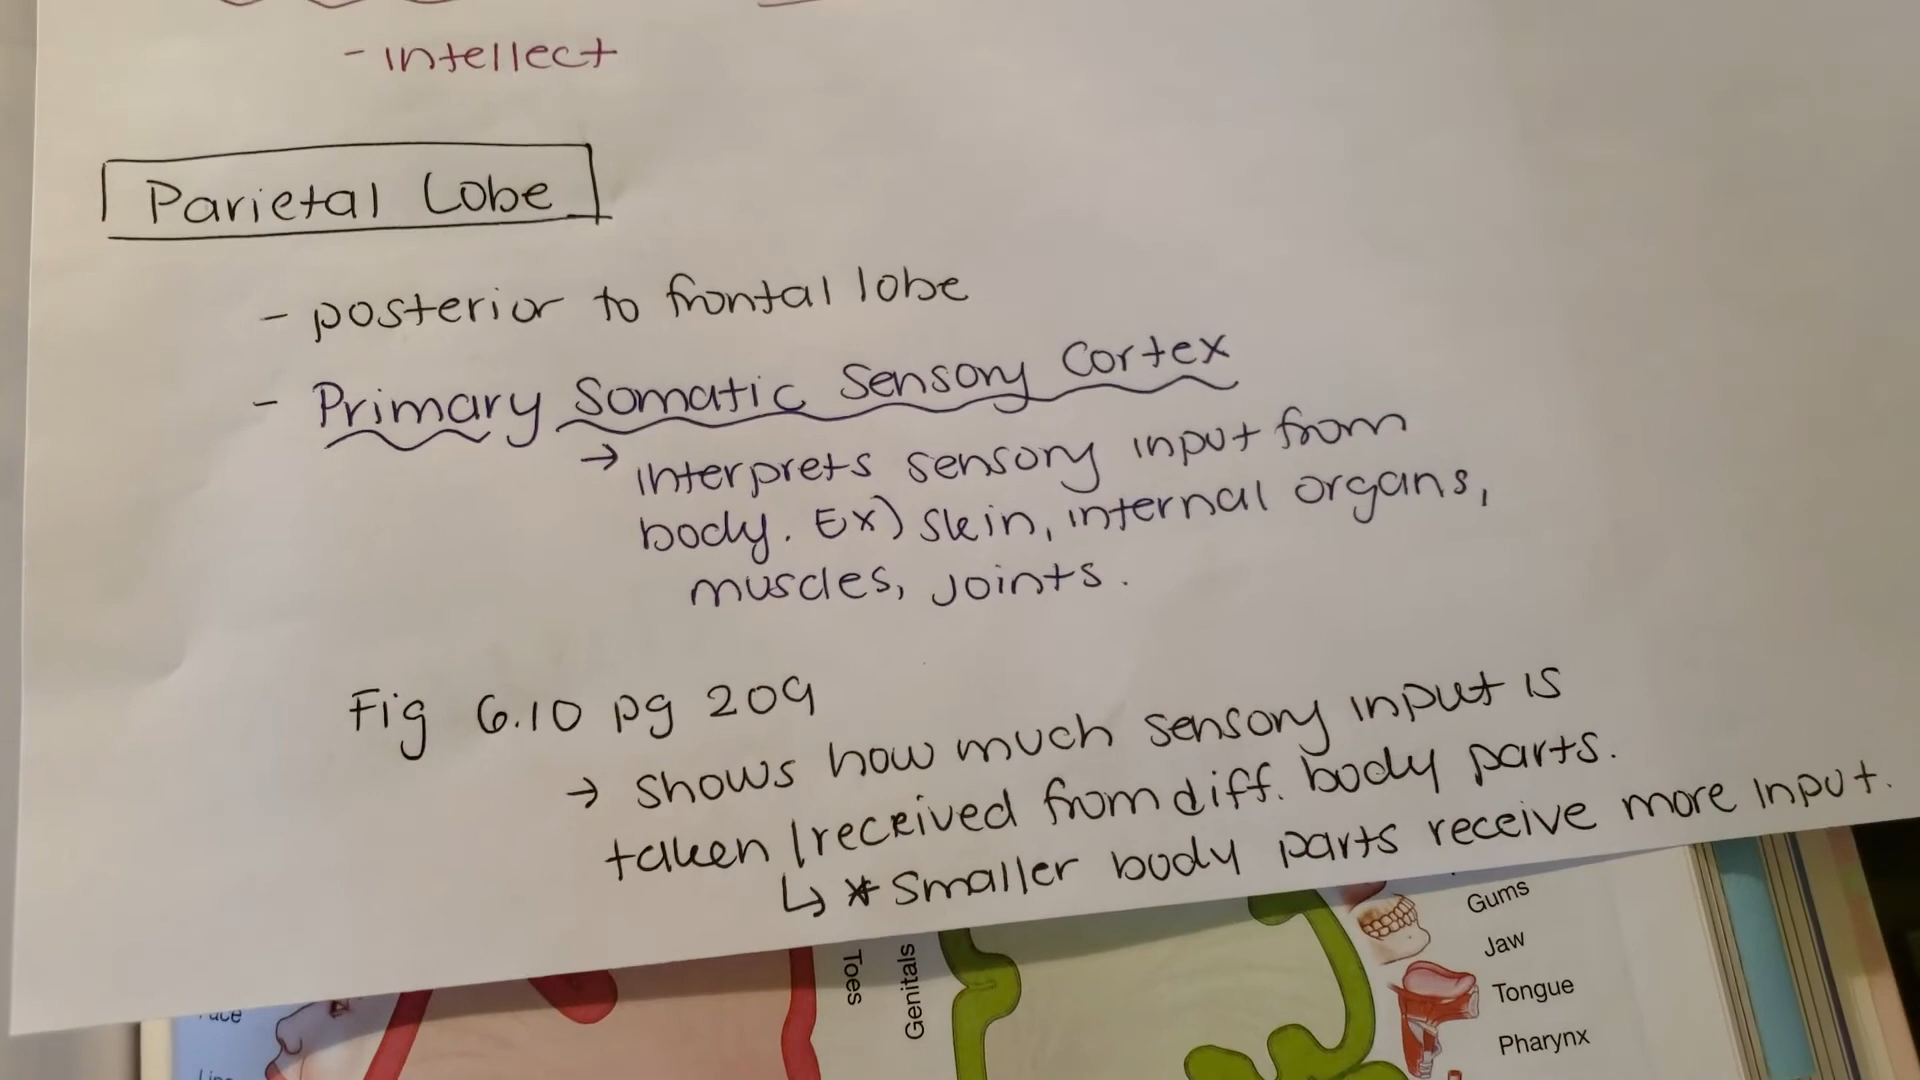 - intellect
Parietal Lobe
- posterior to frontal lobe
- Primary Somatic Sensory Cortex
→ interprets sensory input from
body. Ex) skin, internal organs,
muscles, joints.
Fig 6.10 pg 209
→ shows how much sensory input is
taken / received from diff. body parts.
↳ * Smaller body parts receive more input.
Toes
Genitals
Gums
Jaw
Tongue
Pharynx